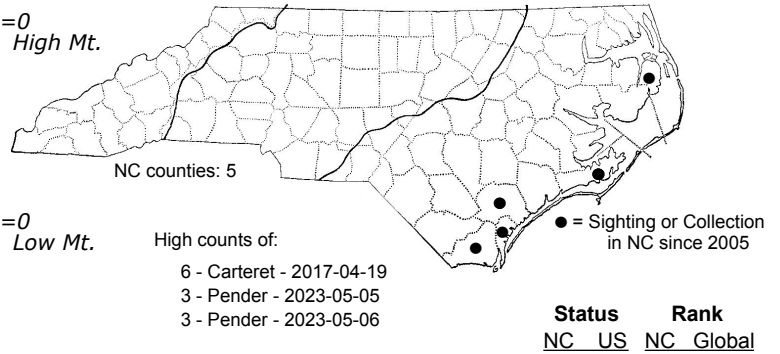 =0
High Mt.
NC counties: 5
=0
Low Mt.
High counts of:
6 - Carteret - 2017-04-19
3 - Pender - 2023-05-05
3 - Pender - 2023-05-06
● = Sighting or Collection
in NC since 2005
Status Rank
NC US NC Global